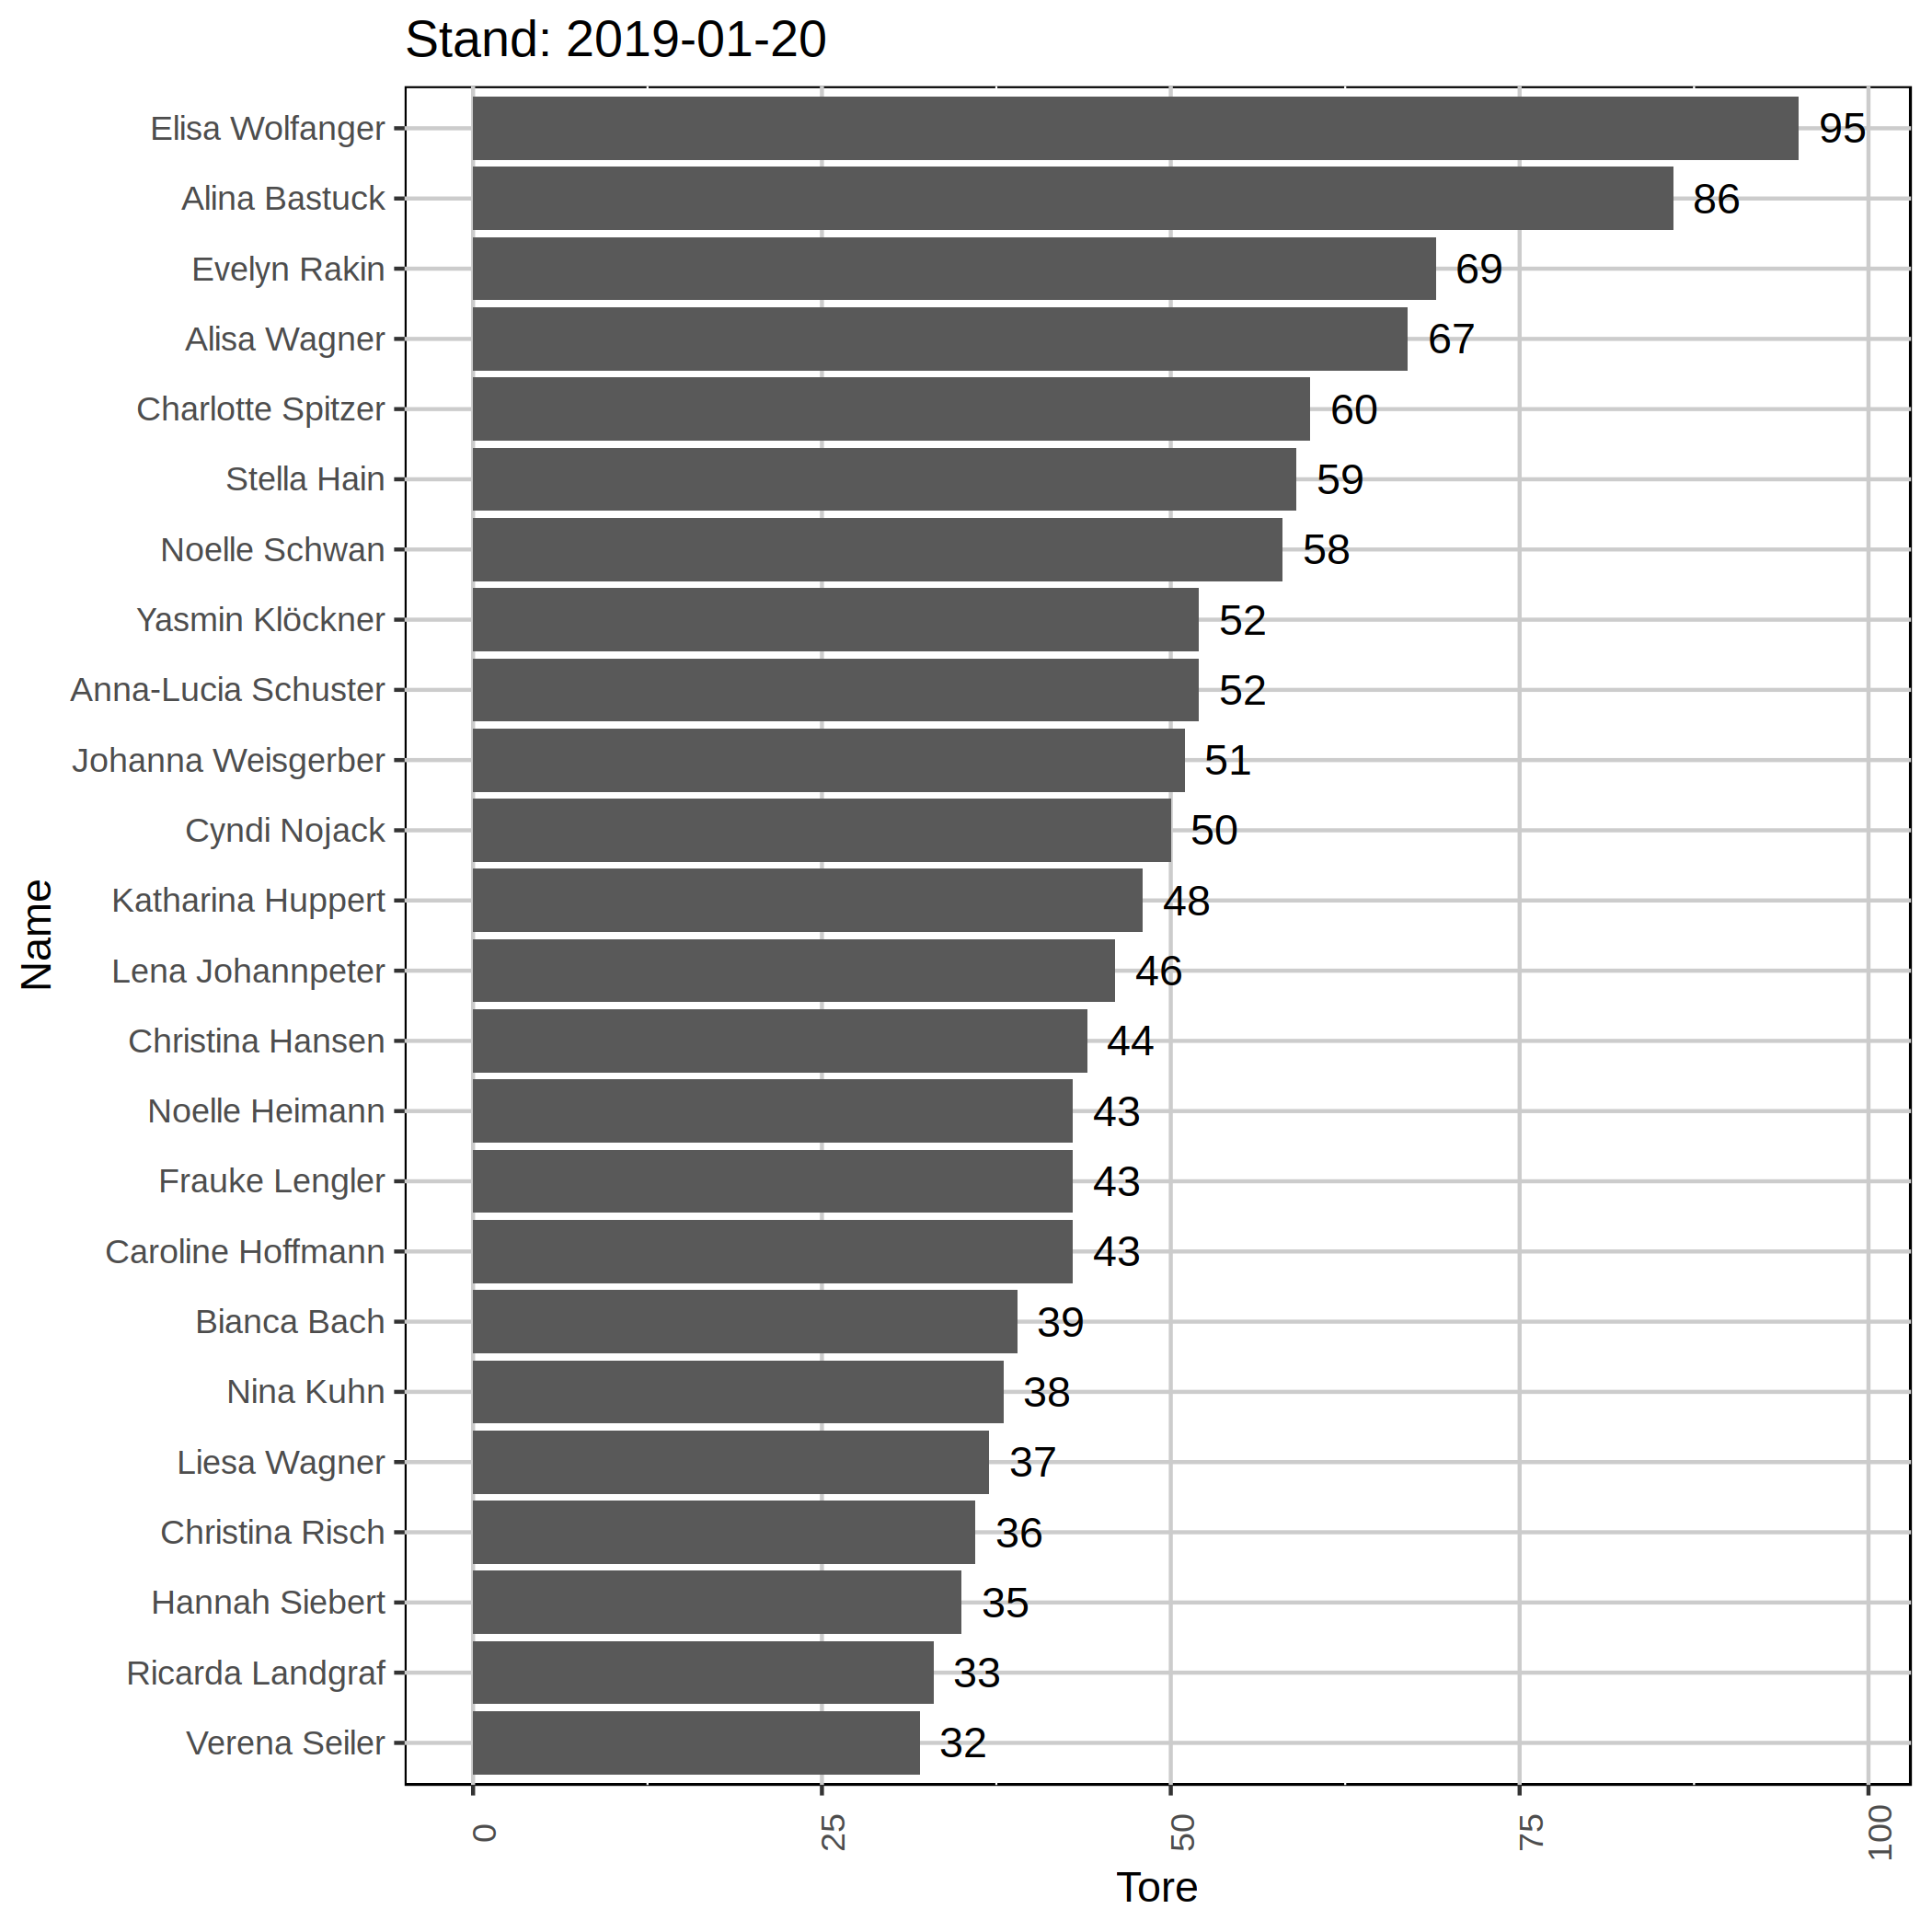 Stand: 2019-01-20
Elisa Wolfanger 95
Alina Bastuck 86
Evelyn Rakin 69
Alisa Wagner 67
Charlotte Spitzer 60
Stella Hain 59
Noelle Schwan 58
Yasmin Klöckner 52
Anna-Lucia Schuster 52
Johanna Weisgerber 51
Cyndi Nojack 50
Katharina Huppert 48
Lena Johannpeter 46
Christina Hansen 44
Noelle Heimann 43
Frauke Lengler 43
Caroline Hoffmann 43
Bianca Bach 39
Nina Kuhn 38
Liesa Wagner 37
Christina Risch 36
Hannah Siebert 35
Ricarda Landgraf 33
Verena Seiler 32
Name
0 25 50 75 100
Tore